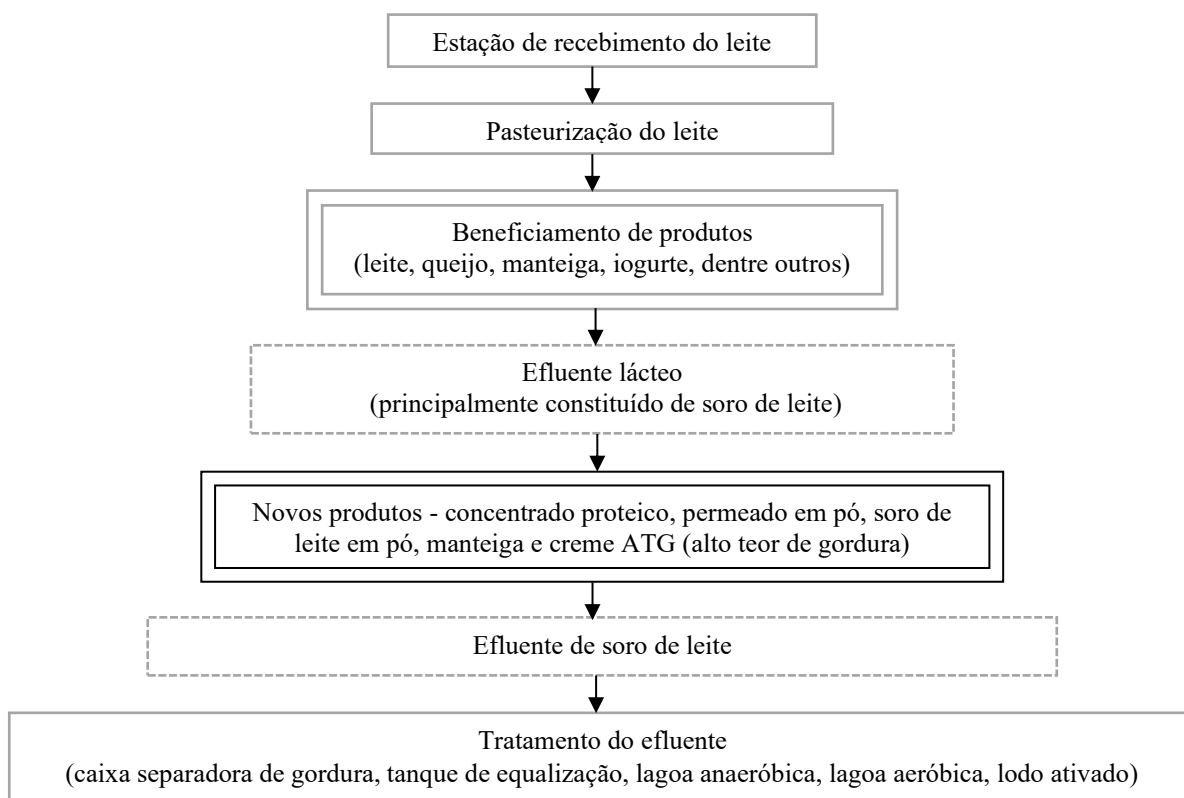 Estação de recebimento do leite
Pasteurização do leite
Beneficiamento de produtos
(leite, queijo, manteiga, iogurte, dentre outros)
Efluente lácteo
(principalmente constituído de soro de leite)
Novos produtos - concentrado proteico, permeado em pó, soro de
leite em pó, manteiga e creme ATG (alto teor de gordura)
Efluente de soro de leite
Tratamento do efluente
(caixa separadora de gordura, tanque de equalização, lagoa anaeróbica, lagoa aeróbica, lodo ativado)